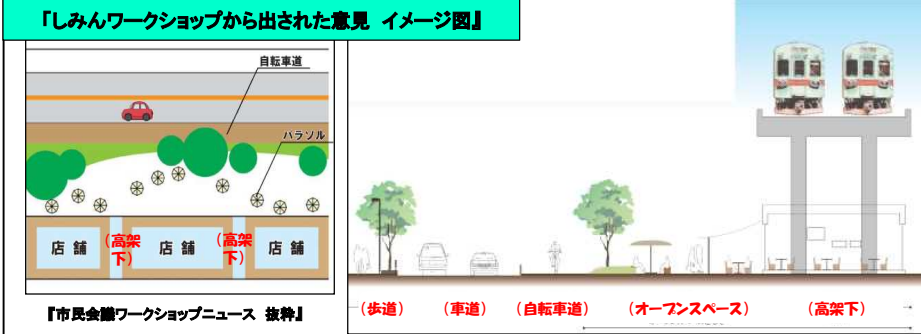 「しみんワークショップから出された意見　イメージ図』
自転車道
パラソル
店 舗
(高架下)
店 舗
(高架下)
店 舗
『市民会議ワークショップニュース 抜粋』
(歩道)
(車道)
(自転車道)
(オープンスペース)
(高架下)